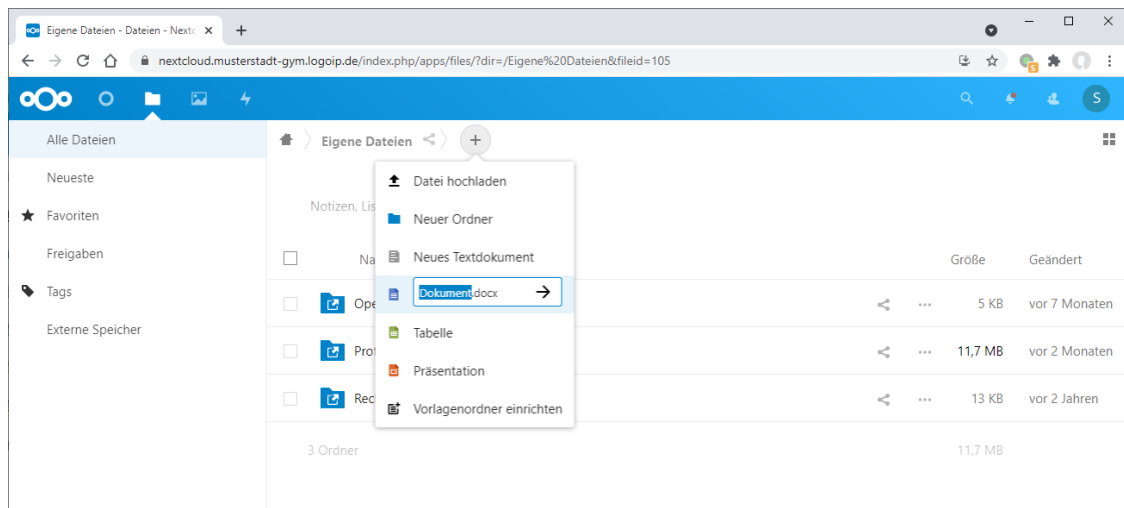 Eigene Dateien - Dateien - Nextc
nextcloud.musterstadt-gym.logoip.de/index.php/apps/files/?dir=/Eigene%20Dateien&fileid=105
S
S
Alle Dateien
Neueste
Favoriten
Freigaben
Tags
Externe Speicher
Eigene Dateien
Datei hochladen
Neuer Ordner
Neues Textdokument
Dokument.docx
Tabelle
Präsentation
Vorlagenordner einrichten
Notizen, Lis
Na Größe Geändert
Ope 5 KB vor 7 Monaten
Prof 11,7 MB vor 2 Monaten
Rec 13 KB vor 2 Jahren
3 Ordner 11,7 MB